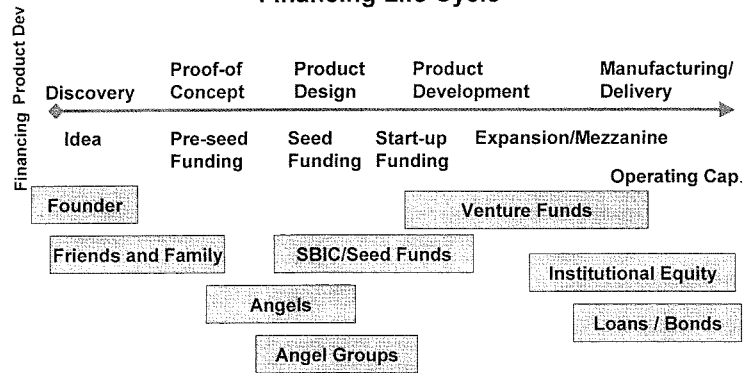 Financing Life Cycle
Financing Product Dev
Proof-of Product Product Manufacturing/
Discovery Concept Design Development Delivery
Idea Pre-seed Seed Start-up Expansion/Mezzanine
Funding Funding Funding
Operating Cap.
Founder
Venture Funds
Friends and Family
SBIC/Seed Funds
Institutional Equity
Angels
Loans / Bonds
Angel Groups